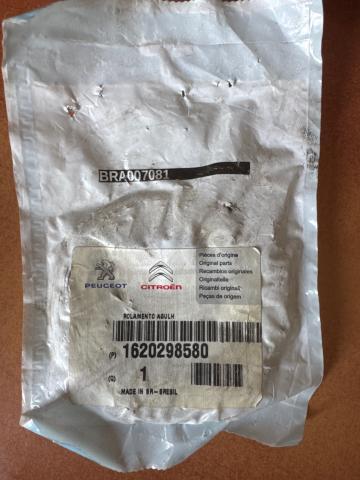 BRA007081
PEUGEOT
CITROËN
Pièces d'origine
Original parts
Recambios originales
Originalteile
Ricambi originali
Peças de origem
ROLAMENTO AGULH
(P) 1620298580
(Q) 1
MADE IN BR-BRESIL